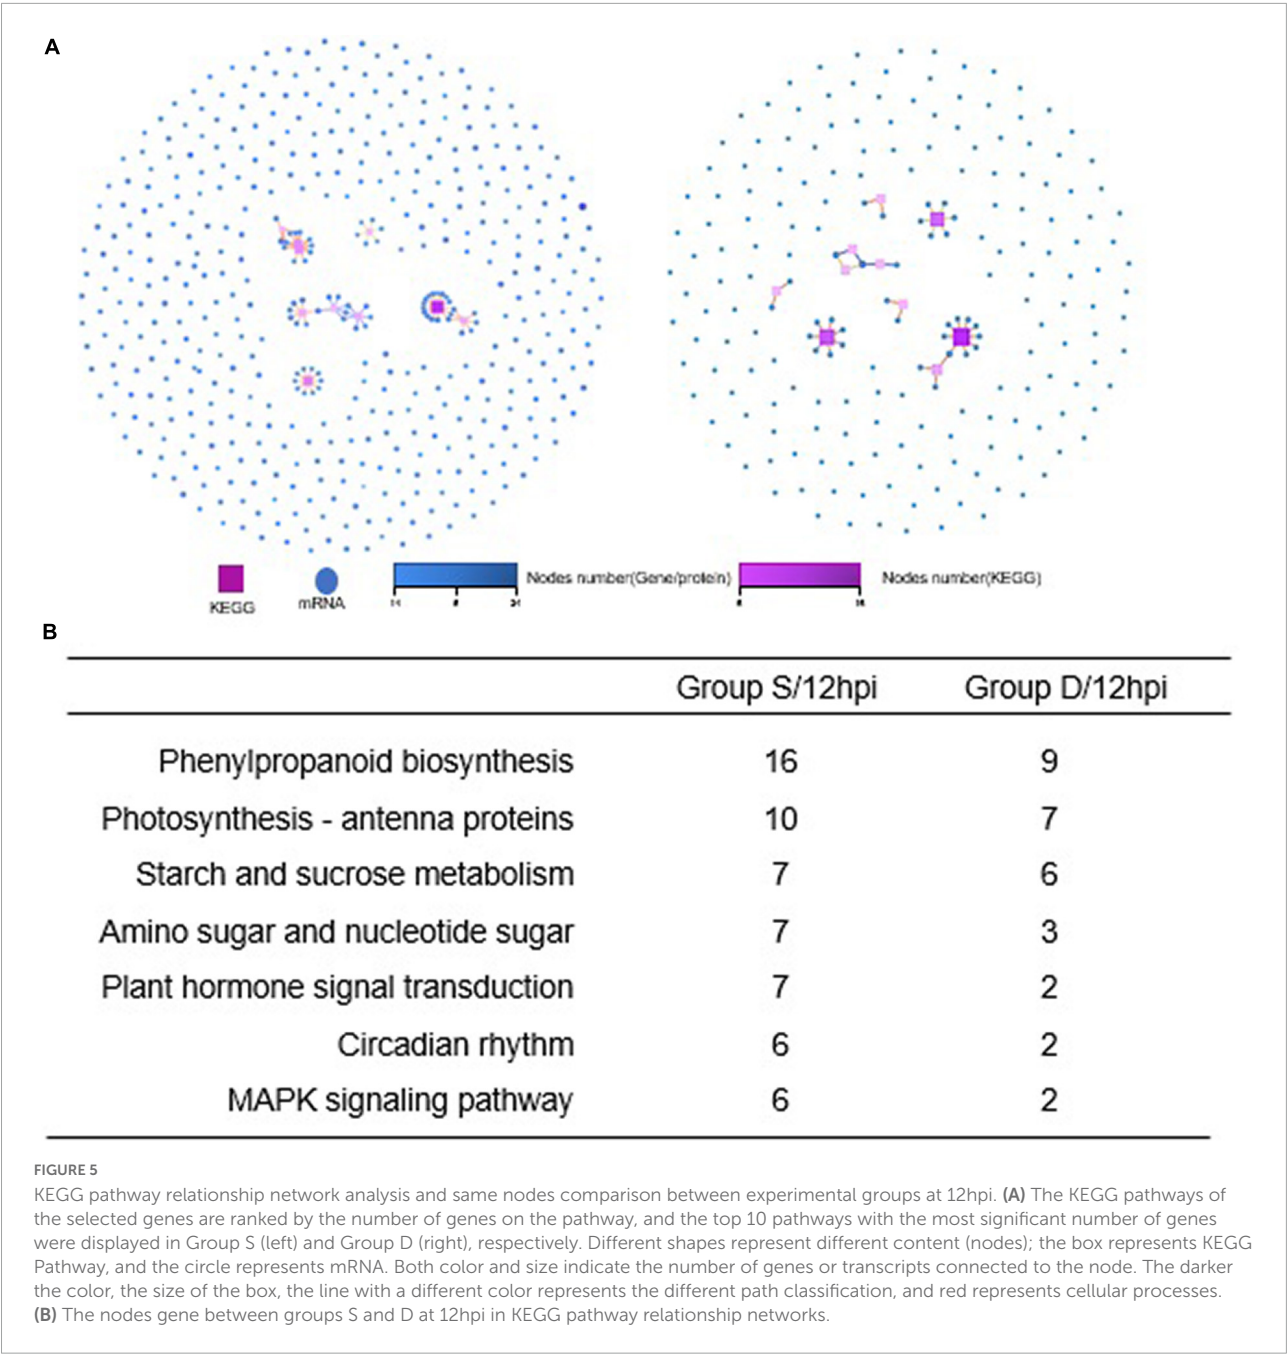 A
KEGG
mRNA
Nodes number(Gene/protein)
Nodes number(KEGG)
B
Group S/12hpi Group D/12hpi
Phenylpropanoid biosynthesis 16 9
Photosynthesis - antenna proteins 10 7
Starch and sucrose metabolism 7 6
Amino sugar and nucleotide sugar 7 3
Plant hormone signal transduction 7 2
Circadian rhythm 6 2
MAPK signaling pathway 6 2
FIGURE 5
KEGG pathway relationship network analysis and same nodes comparison between experimental groups at 12hpi. (A) The KEGG pathways of
the selected genes are ranked by the number of genes on the pathway, and the top 10 pathways with the most significant number of genes
were displayed in Group S (left) and Group D (right), respectively. Different shapes represent different content (nodes); the box represents KEGG
Pathway, and the circle represents mRNA. Both color and size indicate the number of genes or transcripts connected to the node. The darker
the color, the size of the box, the line with a different color represents the different path classification, and red represents cellular processes.
(B) The nodes gene between groups S and D at 12hpi in KEGG pathway relationship networks.